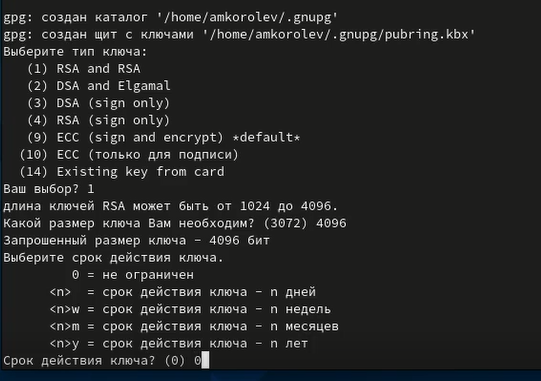 gpg: создан каталог '/home/amkorolev/.gnupg'
gpg: создан щит с ключами '/home/amkorolev/.gnupg/pubring.kbx'
Выберите тип ключа:
   (1) RSA and RSA
   (2) DSA and Elgamal
   (3) DSA (sign only)
   (4) RSA (sign only)
   (9) ECC (sign and encrypt) *default*
  (10) ECC (только для подписи)
  (14) Existing key from card
Ваш выбор? 1
длина ключей RSA может быть от 1024 до 4096.
Какой размер ключа Вам необходим? (3072) 4096
Запрошенный размер ключа - 4096 бит
Выберите срок действия ключа.
         0 = не ограничен
      <n>  = срок действия ключа - n дней
      <n>w = срок действия ключа - n недель
      <n>m = срок действия ключа - n месяцев
      <n>y = срок действия ключа - n лет
Срок действия ключа? (0) 0